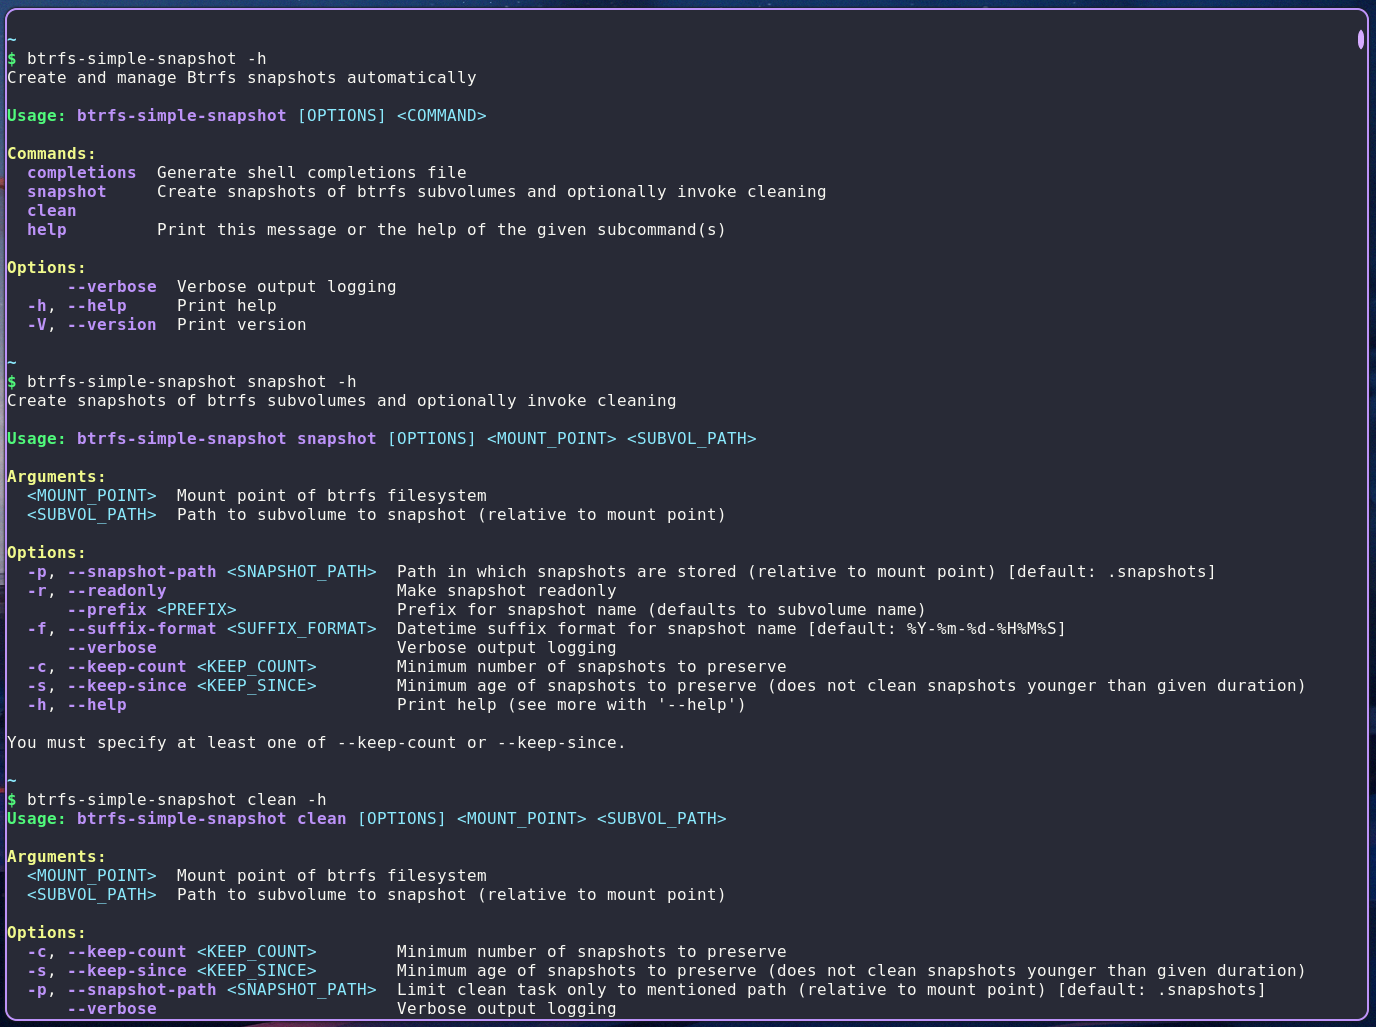 ~
$ btrfs-simple-snapshot -h
Create and manage Btrfs snapshots automatically

Usage: btrfs-simple-snapshot [OPTIONS] <COMMAND>

Commands:
  completions  Generate shell completions file
  snapshot     Create snapshots of btrfs subvolumes and optionally invoke cleaning
  clean
  help         Print this message or the help of the given subcommand(s)

Options:
      --verbose  Verbose output logging
  -h, --help     Print help
  -V, --version  Print version

~
$ btrfs-simple-snapshot snapshot -h
Create snapshots of btrfs subvolumes and optionally invoke cleaning

Usage: btrfs-simple-snapshot snapshot [OPTIONS] <MOUNT_POINT> <SUBVOL_PATH>

Arguments:
  <MOUNT_POINT>  Mount point of btrfs filesystem
  <SUBVOL_PATH>  Path to subvolume to snapshot (relative to mount point)

Options:
  -p, --snapshot-path <SNAPSHOT_PATH>  Path in which snapshots are stored (relative to mount point) [default: .snapshots]
  -r, --readonly                       Make snapshot readonly
      --prefix <PREFIX>                Prefix for snapshot name (defaults to subvolume name)
  -f, --suffix-format <SUFFIX_FORMAT>  Datetime suffix format for snapshot name [default: %Y-%m-%d-%H%M%S]
      --verbose                        Verbose output logging
  -c, --keep-count <KEEP_COUNT>        Minimum number of snapshots to preserve
  -s, --keep-since <KEEP_SINCE>        Minimum age of snapshots to preserve (does not clean snapshots younger than given duration)
  -h, --help                           Print help (see more with '--help')

You must specify at least one of --keep-count or --keep-since.

~
$ btrfs-simple-snapshot clean -h
Usage: btrfs-simple-snapshot clean [OPTIONS] <MOUNT_POINT> <SUBVOL_PATH>

Arguments:
  <MOUNT_POINT>  Mount point of btrfs filesystem
  <SUBVOL_PATH>  Path to subvolume to snapshot (relative to mount point)

Options:
  -c, --keep-count <KEEP_COUNT>        Minimum number of snapshots to preserve
  -s, --keep-since <KEEP_SINCE>        Minimum age of snapshots to preserve (does not clean snapshots younger than given duration)
  -p, --snapshot-path <SNAPSHOT_PATH>  Limit clean task only to mentioned path (relative to mount point) [default: .snapshots]
      --verbose                        Verbose output logging